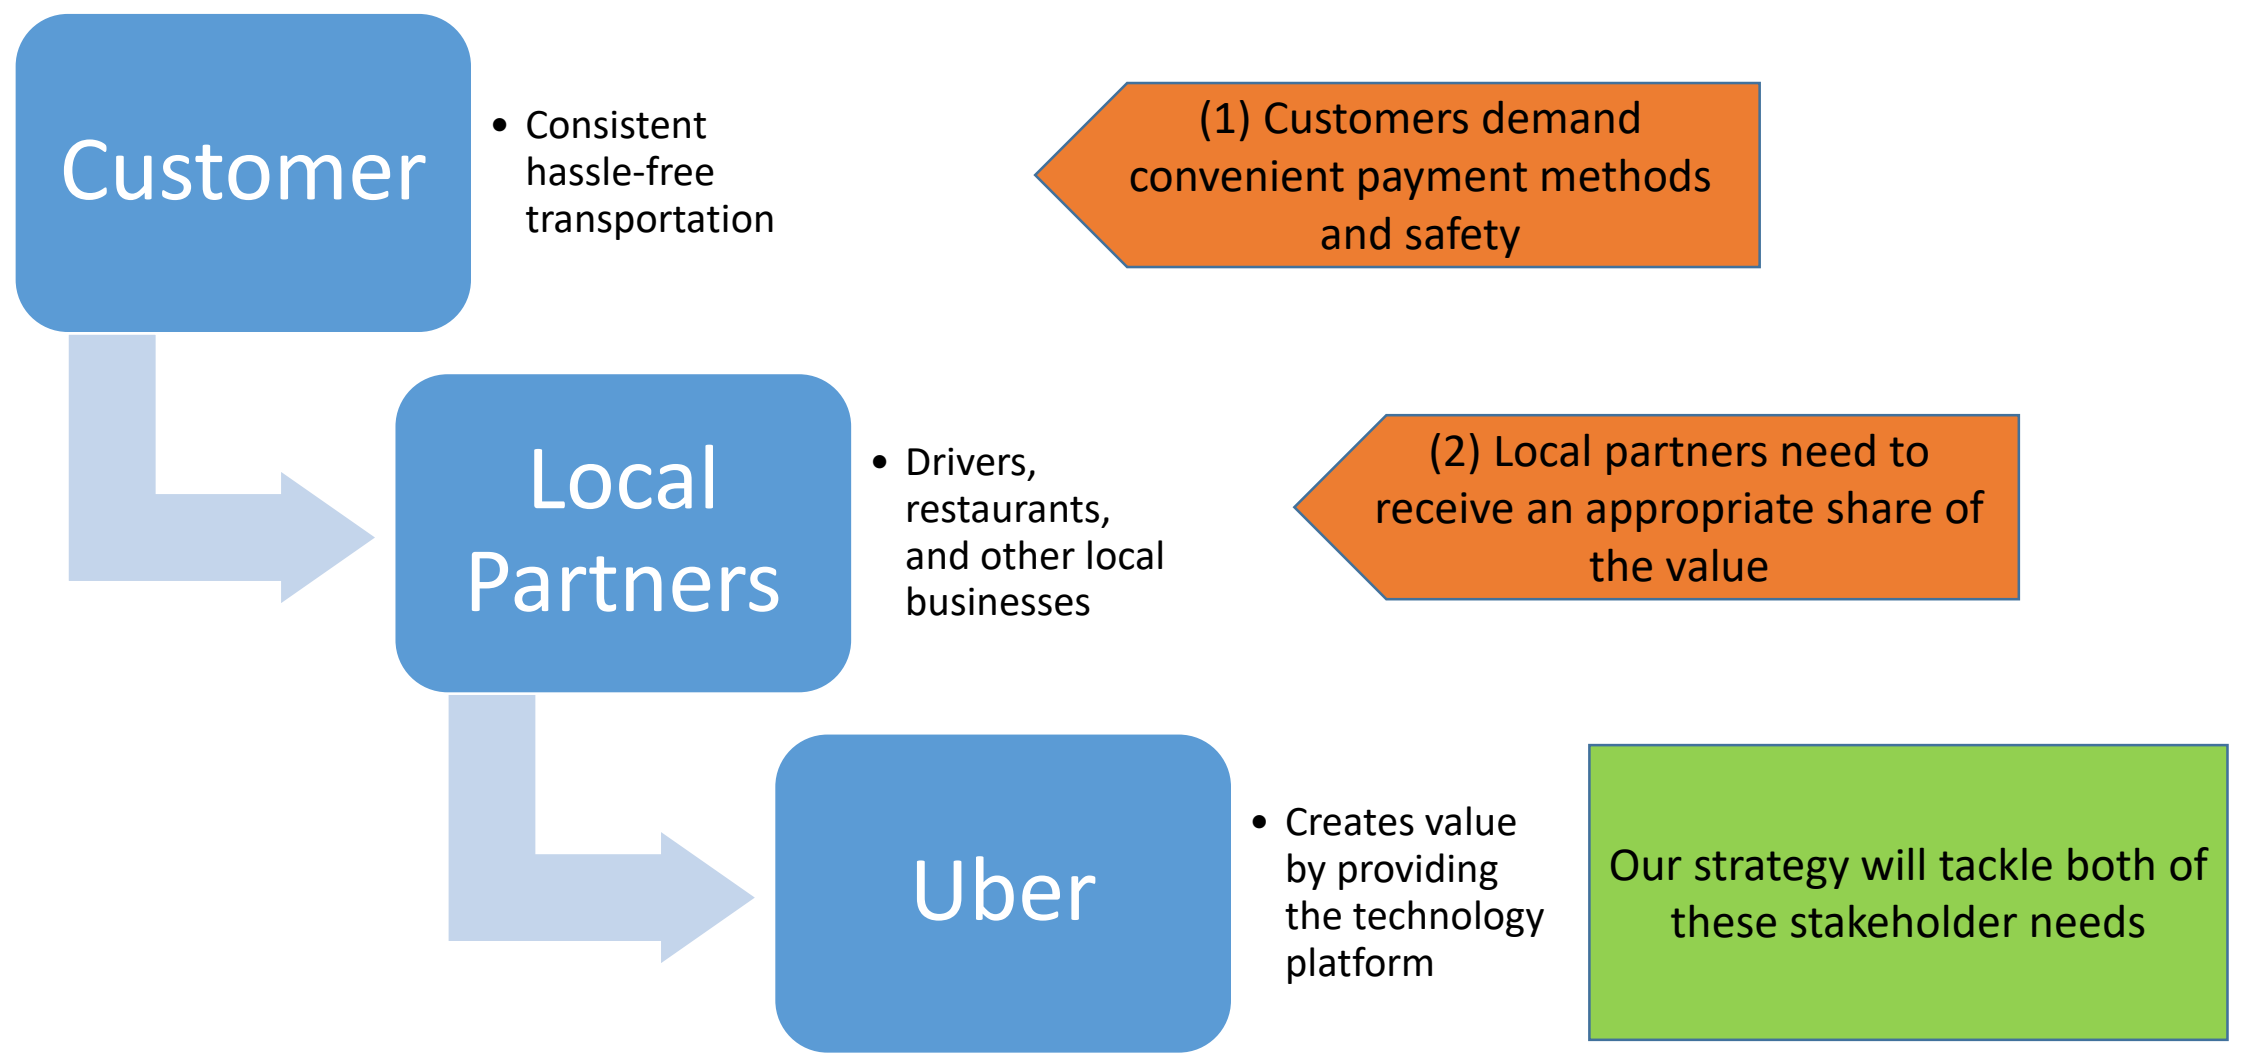 Customer
• Consistent
hassle-free
transportation
(1) Customers demand
convenient payment methods
and safety
Local
Partners
• Drivers,
restaurants,
and other local
businesses
(2) Local partners need to
receive an appropriate share of
the value
Uber
• Creates value
by providing
the technology
platform
Our strategy will tackle both of
these stakeholder needs